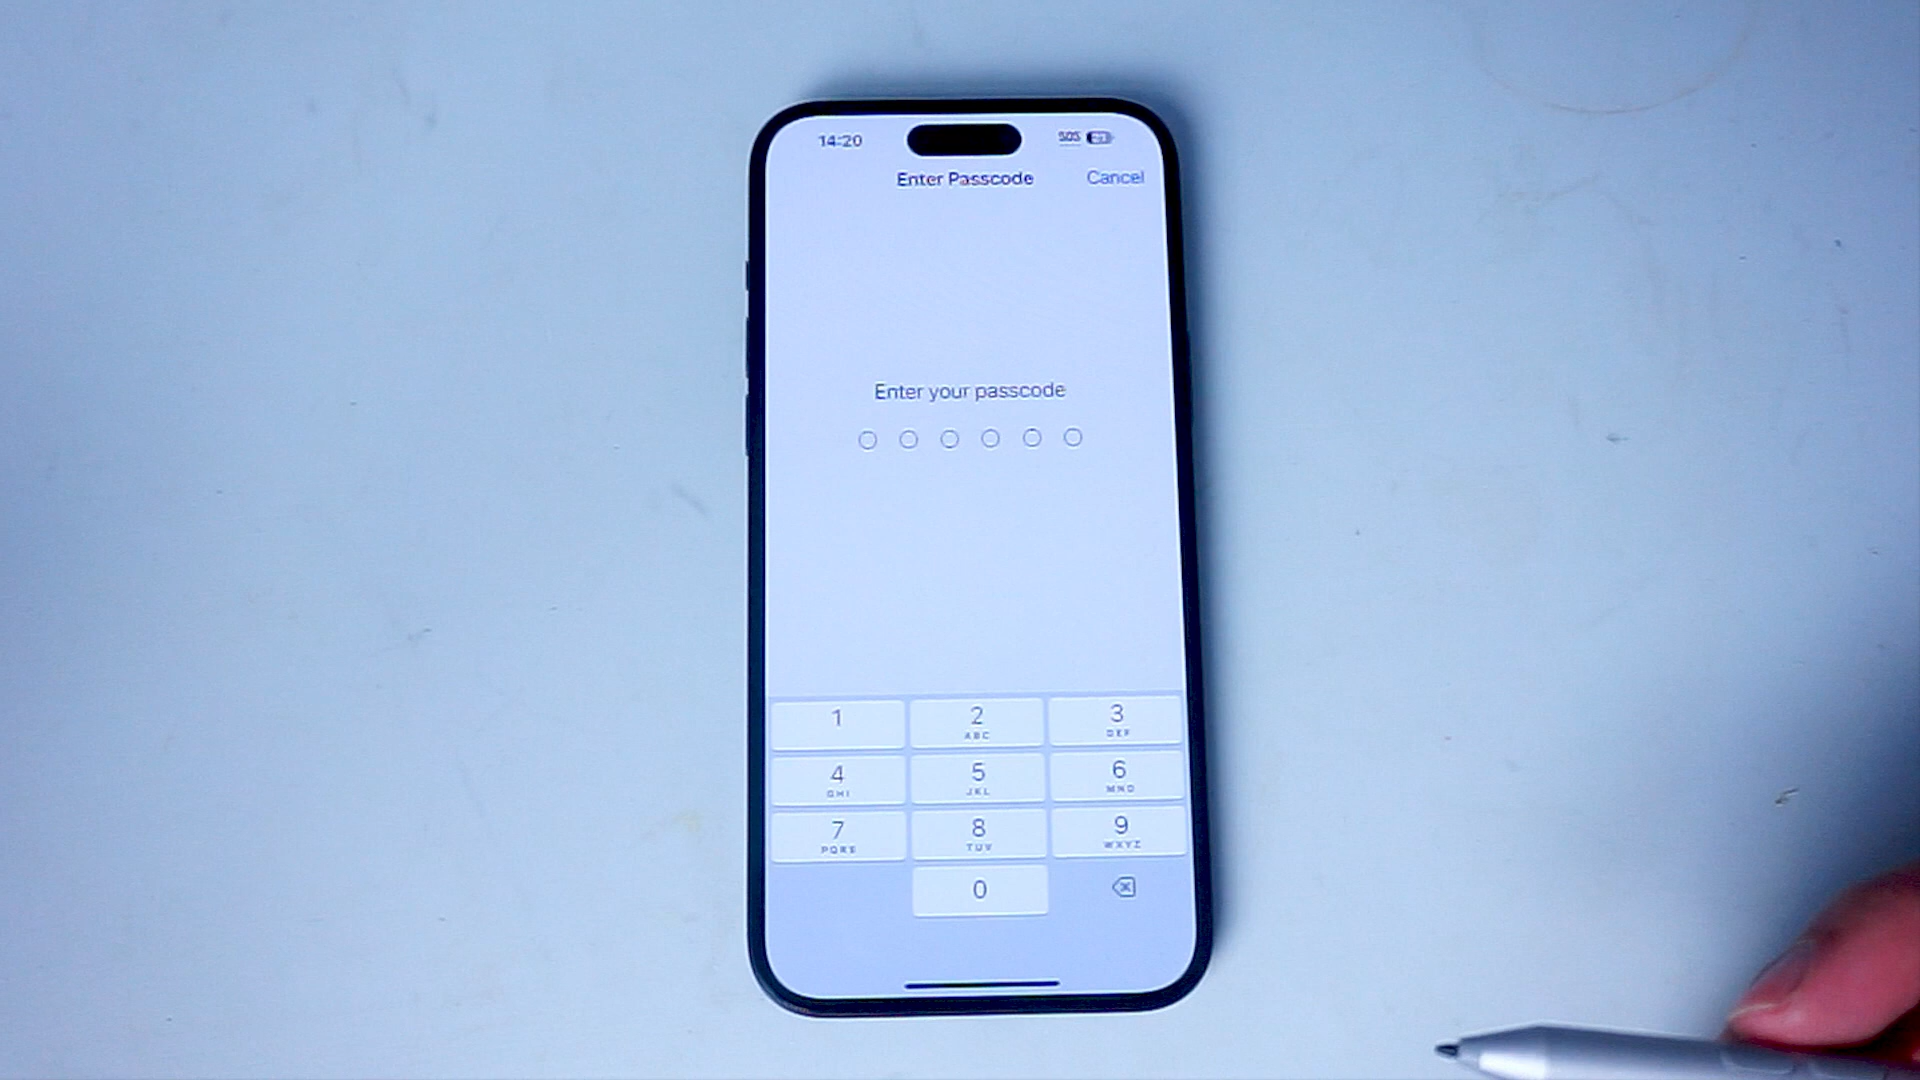 14:20
SOS
Enter Passcode
Cancel
Enter your passcode
1
2
ABC
3
DEF
4
GHI
5
JKL
6
MNO
7
PQRS
8
TUV
9
WXYZ
0